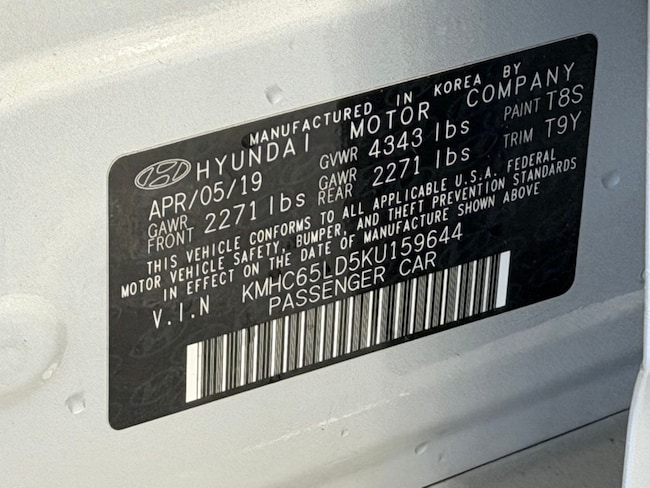 MANUFACTURED IN KOREA BY
HYUNDAI MOTOR COMPANY
APR/05/19 GVWR 4343 lbs PAINT T8S
GAWR FRONT 2271 lbs GAWR REAR 2271 lbs TRIM T9Y
THIS VEHICLE CONFORMS TO ALL APPLICABLE U.S.A. FEDERAL
MOTOR VEHICLE SAFETY, BUMPER, AND THEFT PREVENTION STANDARDS
IN EFFECT ON THE DATE OF MANUFACTURE SHOWN ABOVE
V.I.N KMHC65LD5KU159644
PASSENGER CAR